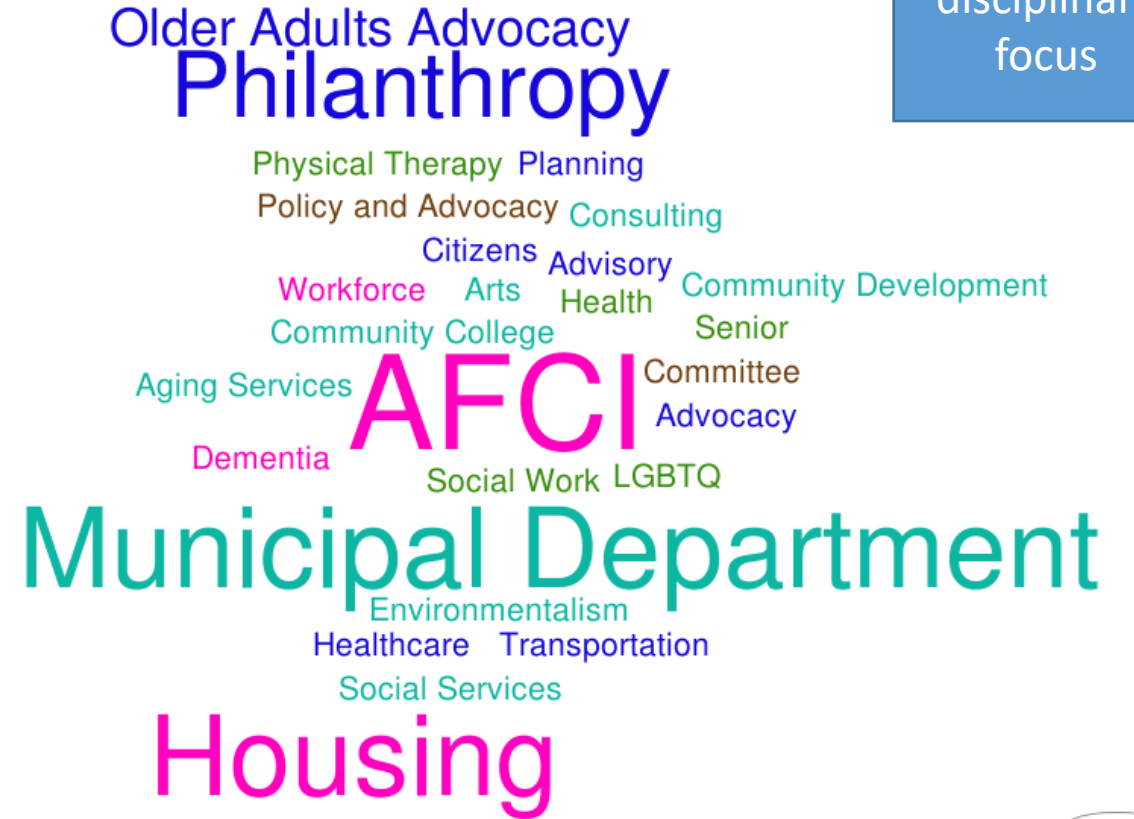 Older Adults Advocacy
Philanthropy
focus
Physical Therapy Planning
Policy and Advocacy Consulting
Citizens Advisory
Workforce Arts Health Community Development
Community College Senior
AFCI Committee
Aging Services Advocacy
Dementia
Social Work LGBTQ
Municipal Department
Environmentalism
Healthcare Transportation
Social Services
Housing